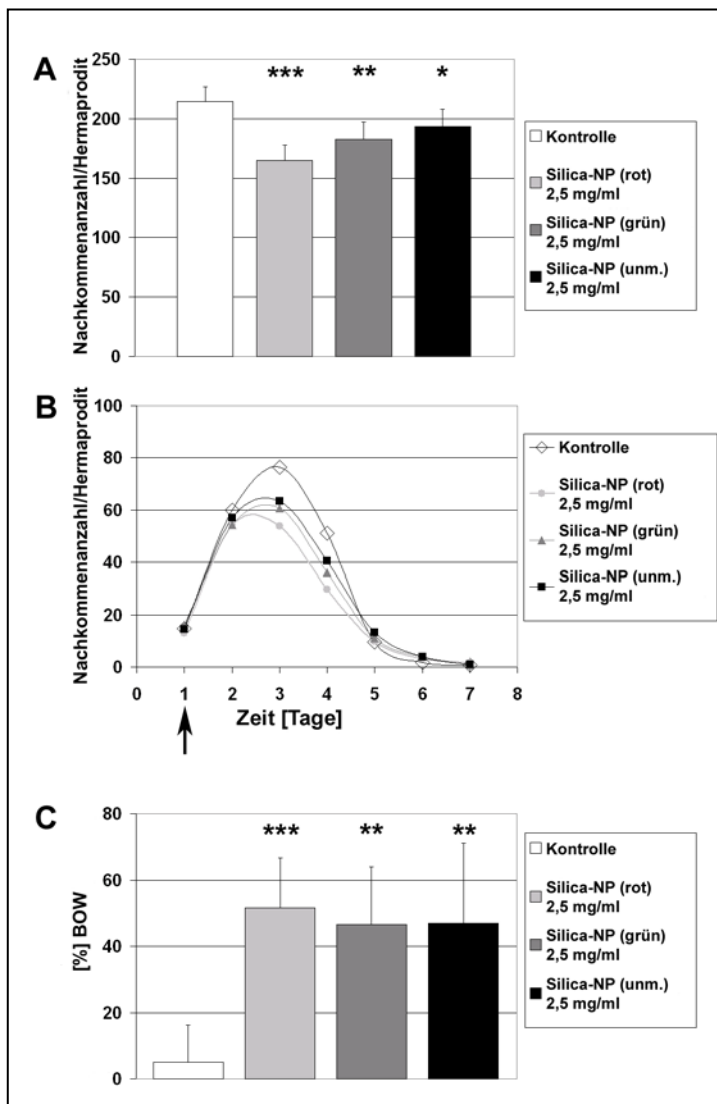 A
Nachkommenanzahl/Hermaprodit
250
200
150
100
50
0
***
**
*
Kontrolle
Silica-NP (rot)
2,5 mg/ml
Silica-NP (grün)
2,5 mg/ml
Silica-NP (unm.)
2,5 mg/ml
B
Nachkommenanzahl/Hermaprodit
100
80
60
40
20
0
0 1 2 3 4 5 6 7 8
Zeit [Tage]
Kontrolle
Silica-NP (rot)
2,5 mg/ml
Silica-NP (grün)
2,5 mg/ml
Silica-NP (unm.)
2,5 mg/ml
C
[%] BOW
80
60
40
20
0
***
**
**
Kontrolle
Silica-NP (rot)
2,5 mg/ml
Silica-NP (grün)
2,5 mg/ml
Silica-NP (unm.)
2,5 mg/ml